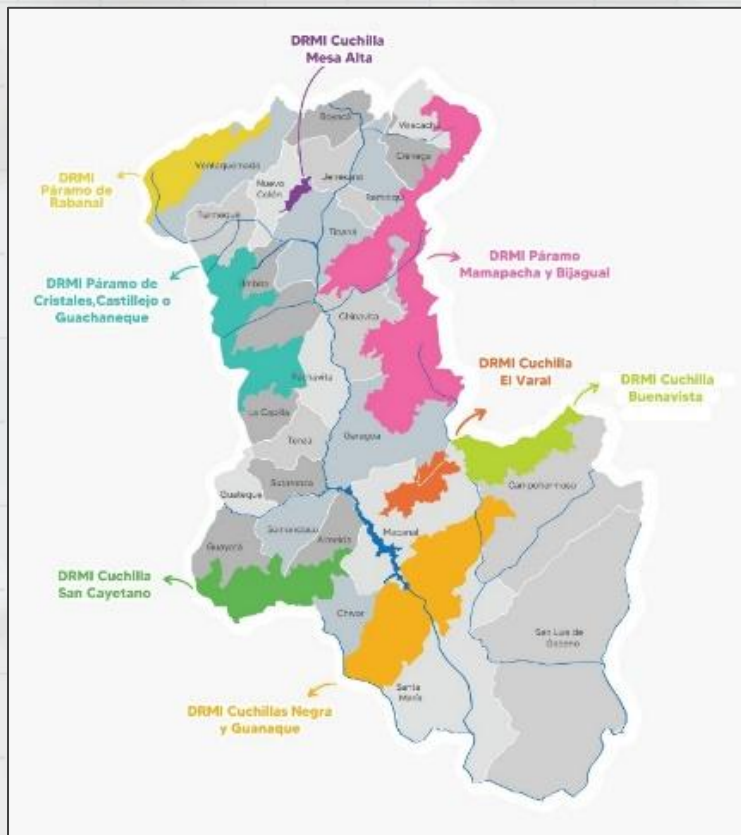 DRMI Cuchilla
Mesa Alta
Boyacá
Viracachá
Ciénega
Ventaquemada
Jenesano
Nuevo
Colón
Ramiriquí
DRMI
Páramo de
Rabanal
Turmequé
Tibaná
DRMI Páramo
Mamapacha y Bijagual
DRMI Páramo de
Cristales,Castillejo o
Guachaneque
Úmbita
Chinavita
DRMI Cuchilla
El Varal
Pachavita
DRMI Cuchilla
Buenavista
La Capilla
Tenza
Garagoa
Sutatenza
Guateque
Campohermoso
Somondoco
Macanal
Guayatá
Almeida
DRMI Cuchilla
San Cayetano
Chivor
San Luis de
Gaceno
Santa
María
DRMI Cuchillas Negra
y Guanaque